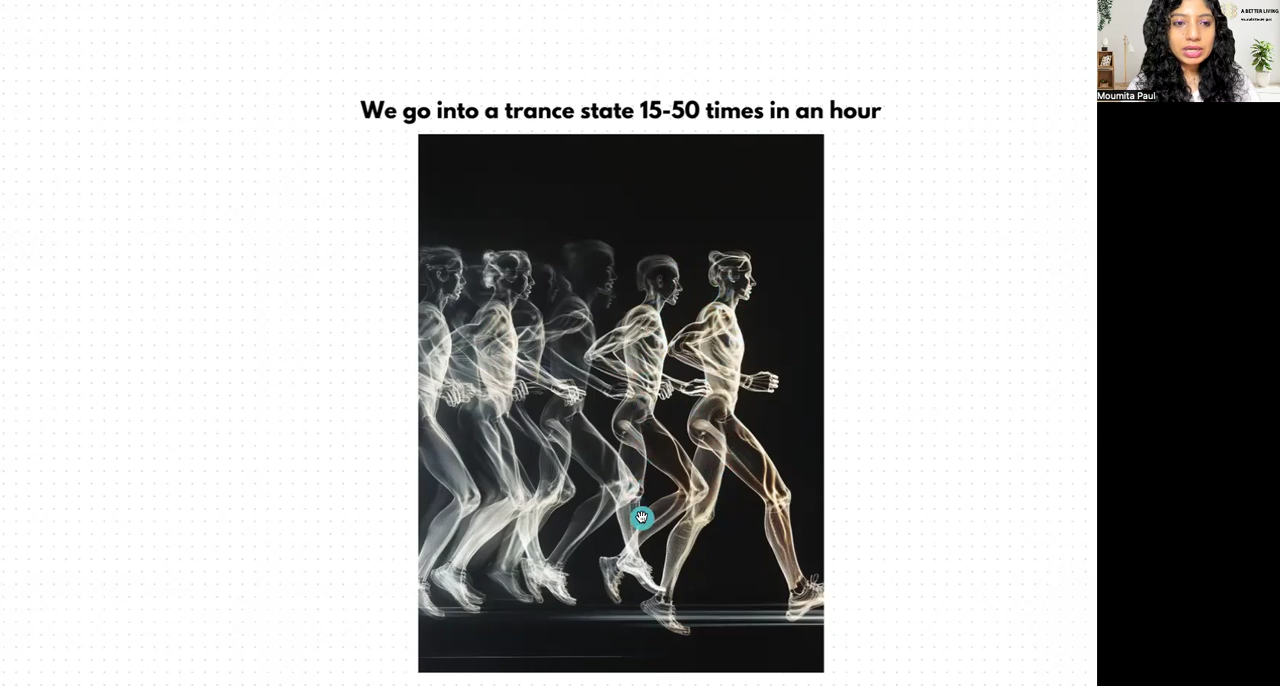 We go into a trance state 15-50 times in an hour
A BETTER LIVING
Moumita Paul